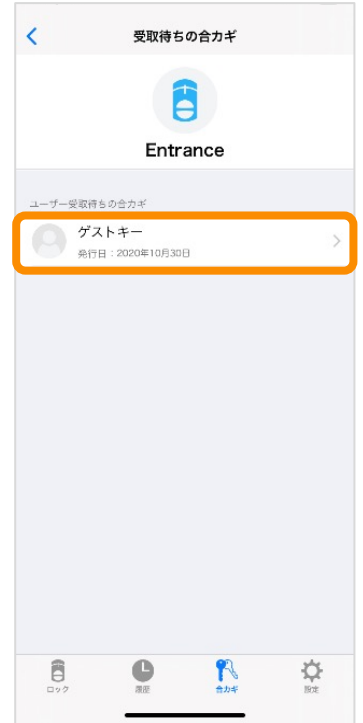 受取待ちの合カギ
Entrance
ユーザー受取待ちの合カギ
ゲストキー
発行日：2020年10月30日
ロック
履歴
合カギ
設定